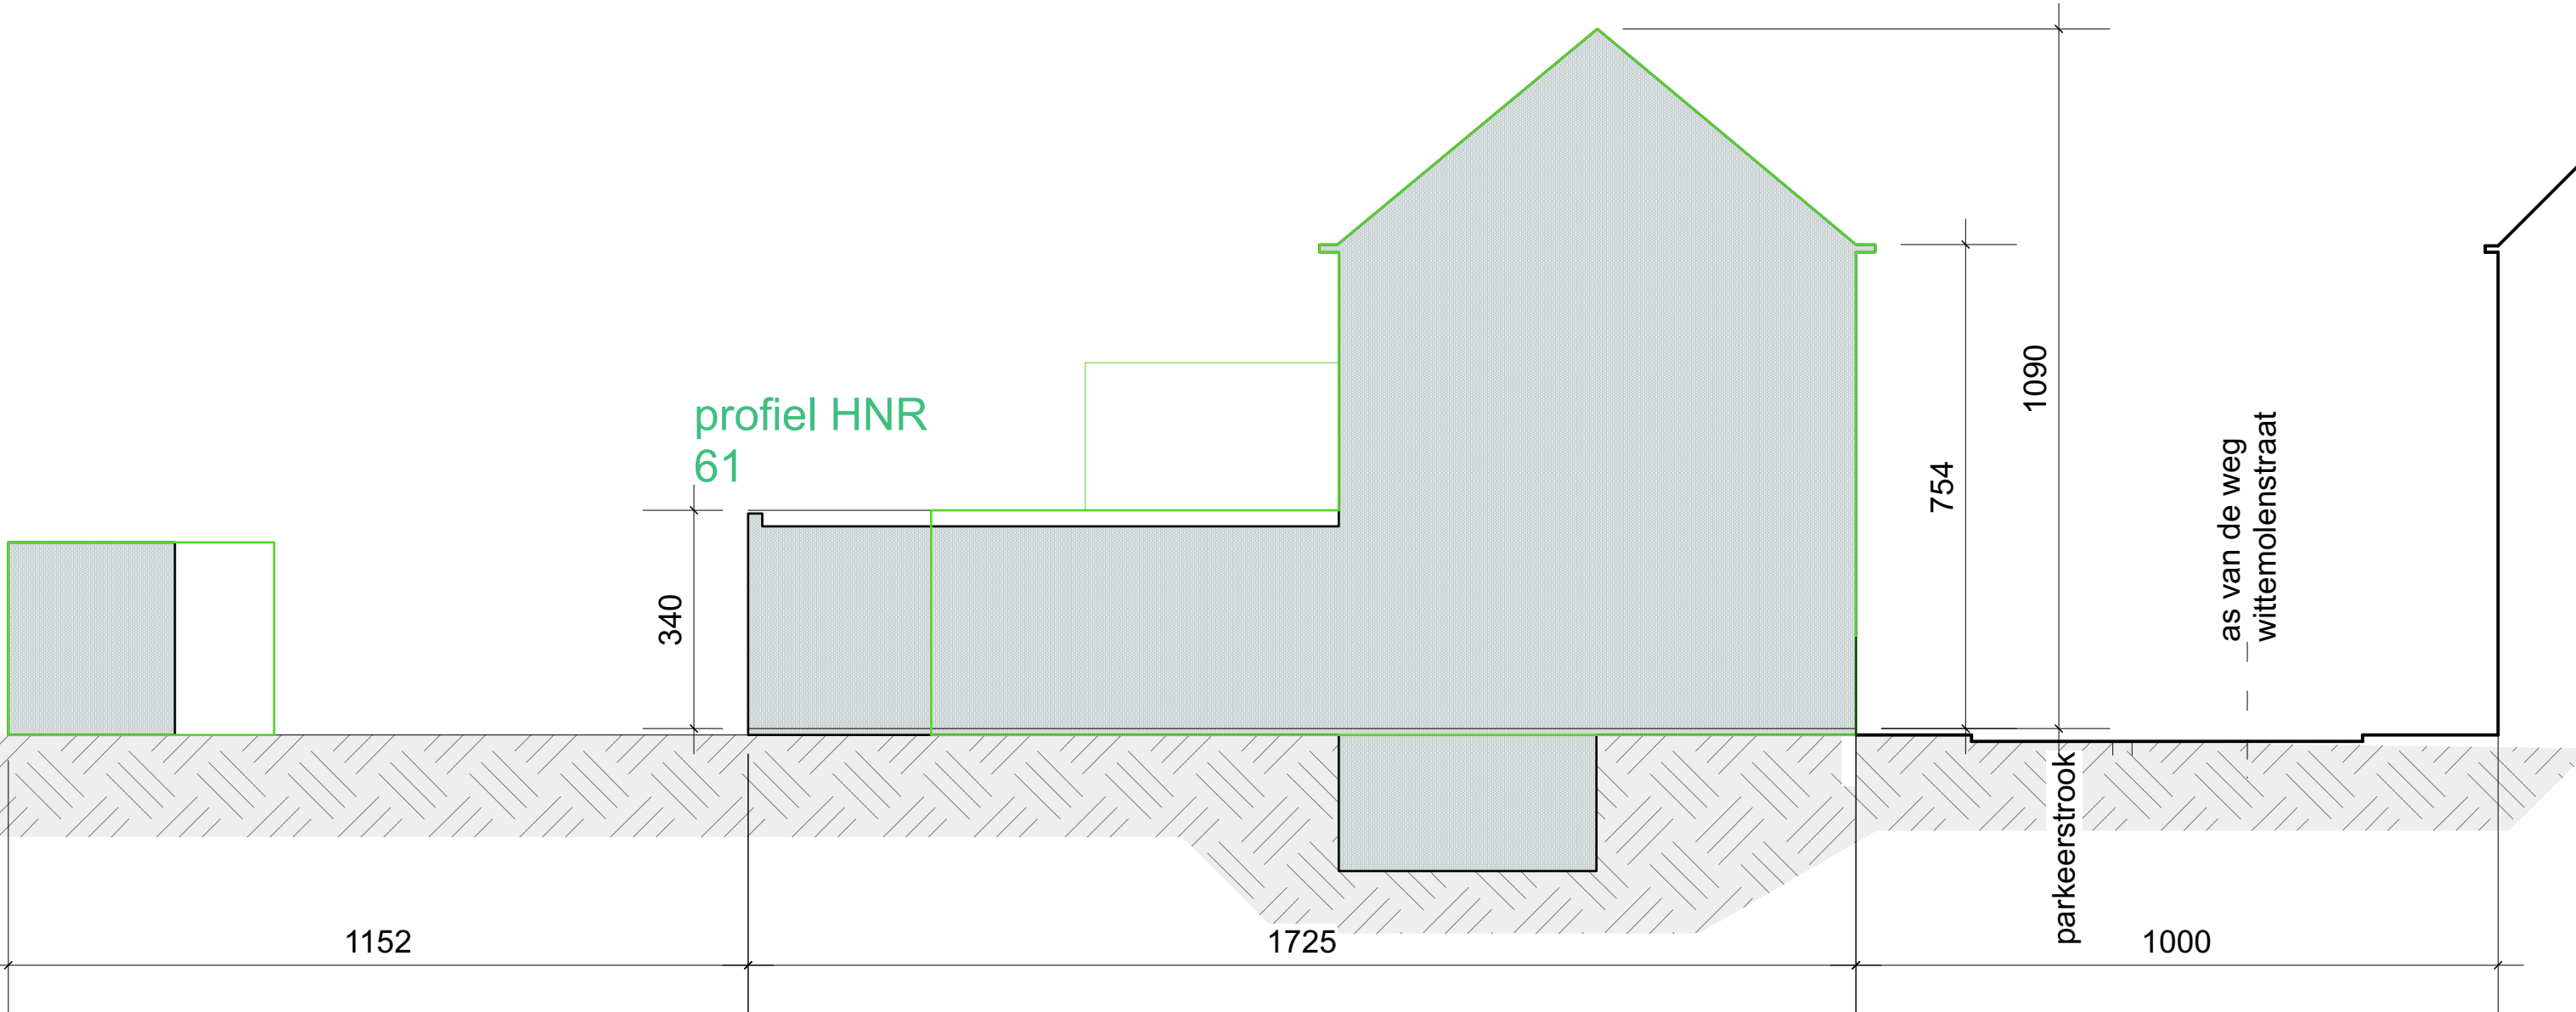 profiel HNR
61
340
754
1090
as van de weg
wittemolenstraat
parkeerstrook
1152
1725
1000